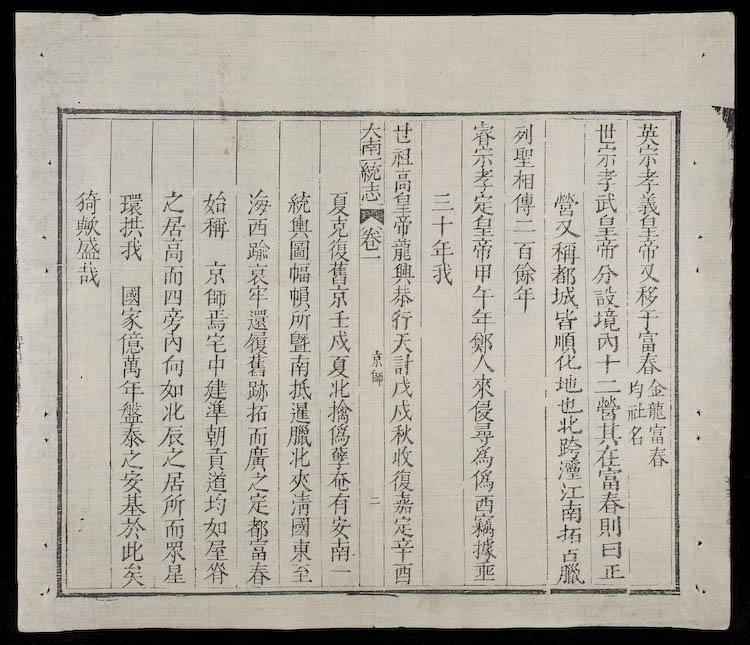 英宗孝義皇帝又移于富春金龍富春
均社名
世宗孝武皇帝分設境內十二營其在富春則曰正
營又稱都城皆順化地也北跨𤅷江南拓占臘
列聖相傳二百餘年
睿宗孝定皇帝甲午年鄭人來侵尋為偽西竊據垂
三十年我
世祖高皇帝龍興恭行天討戊戌秋收復嘉定辛酉
大南一統志 卷一 京師 二
夏克復舊京壬戌夏北擒偽孽奄有安南一
統輿圖幅幀所曁南抵暹臘北夾清國東至
海西踰哀牢還履舊跡拓而廣之定都富春
始稱 京師焉宅中建準朝貢道均如屋脊
之居高而四旁內向如北辰之居所而眾星
環拱我 國家億萬年盤泰之安基於此矣
猗歟盛哉